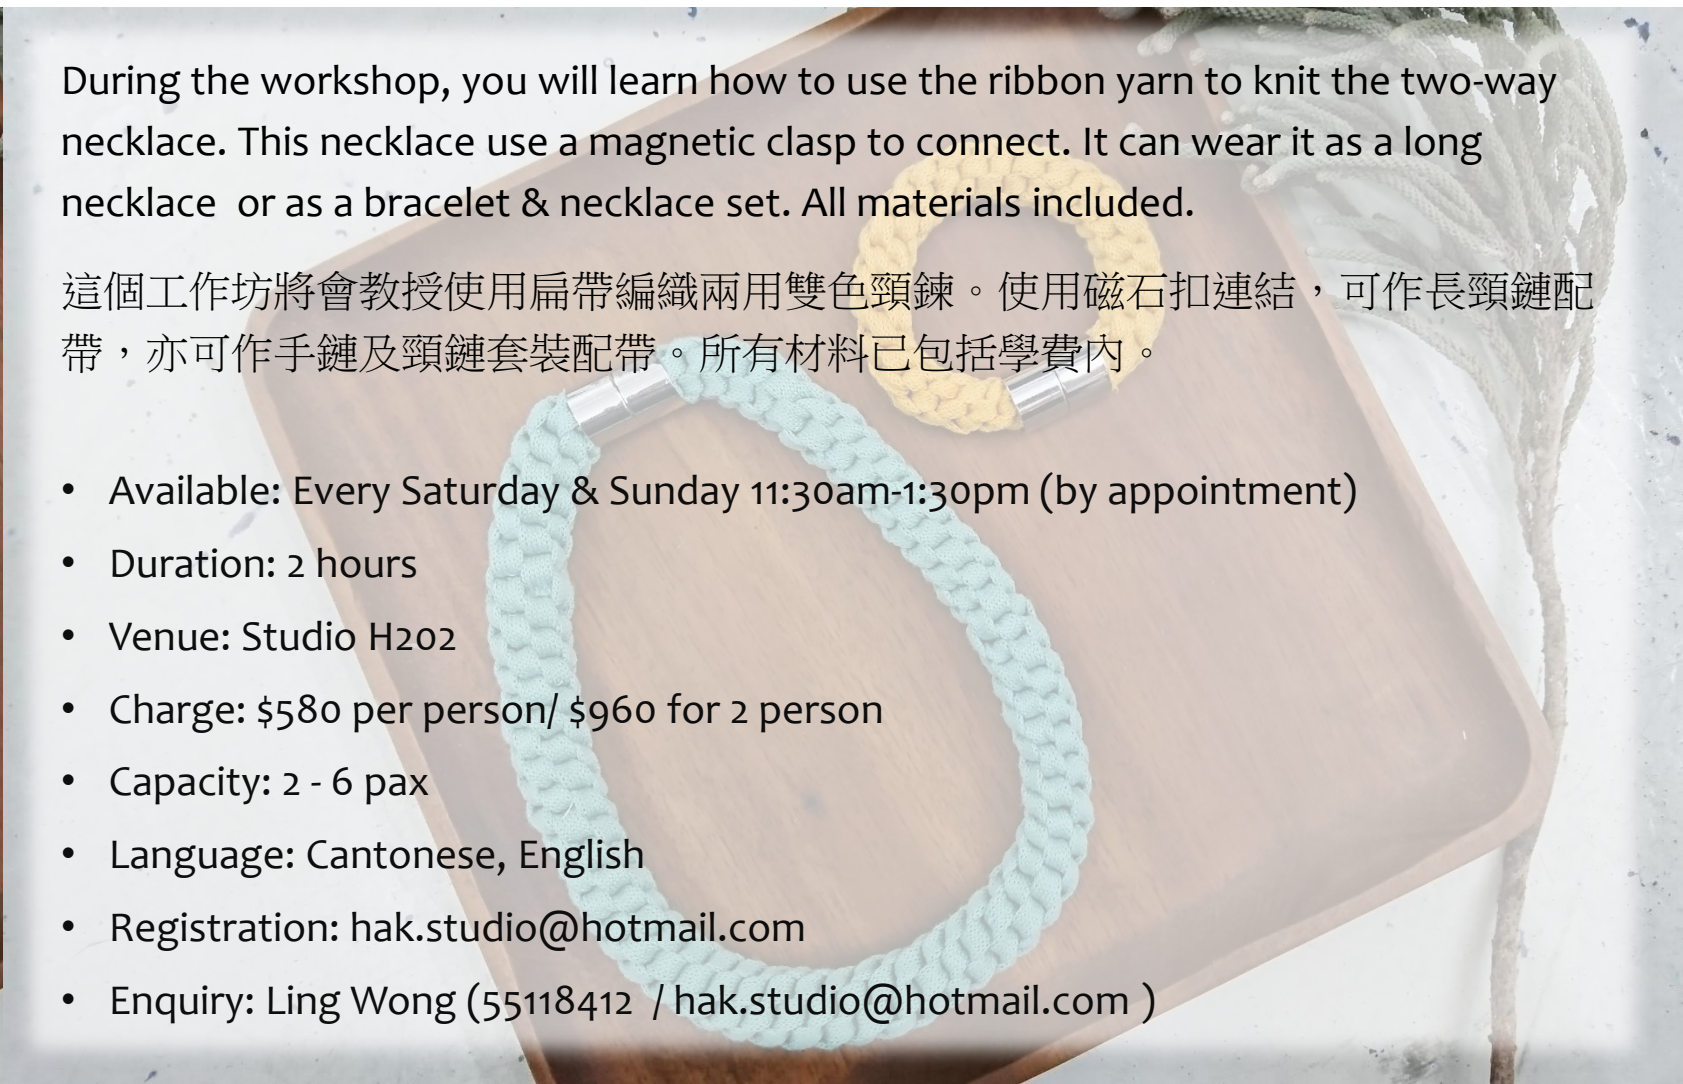 During the workshop, you will learn how to use the ribbon yarn to knit the two-way
necklace. This necklace use a magnetic clasp to connect. It can wear it as a long
necklace  or as a bracelet & necklace set. All materials included.
這個工作坊將會教授使用扁帶編織兩用雙色頸鍊。使用磁石扣連結，可作長頸鏈配
帶，亦可作手鏈及頸鏈套裝配帶。所有材料已包括學費內。
• Available: Every Saturday & Sunday 11:30am-1:30pm (by appointment)
• Duration: 2 hours
• Venue: Studio H202
• Charge: $580 per person/ $960 for 2 person
• Capacity: 2 - 6 pax
• Language: Cantonese, English
• Registration: hak.studio@hotmail.com
• Enquiry: Ling Wong (55118412  / hak.studio@hotmail.com )